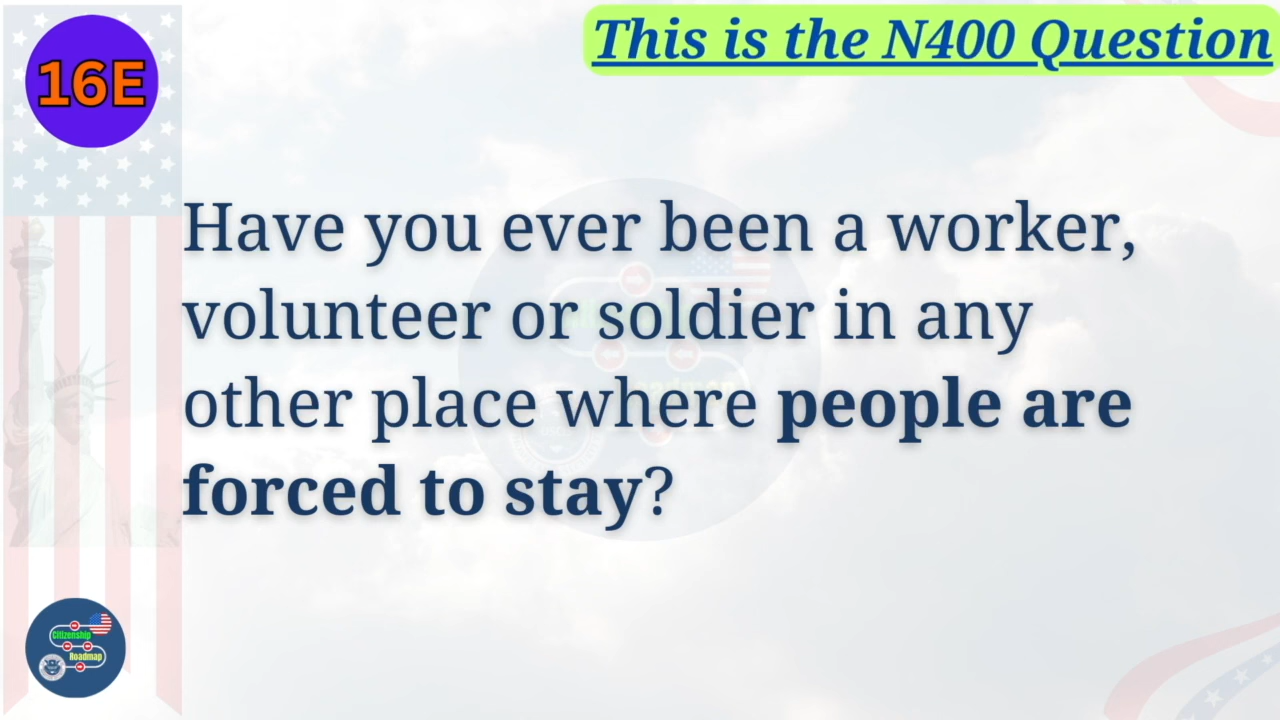 16E
This is the N400 Question
Have you ever been a worker,
volunteer or soldier in any
other place where people are
forced to stay?
Citizenship
Roadmap